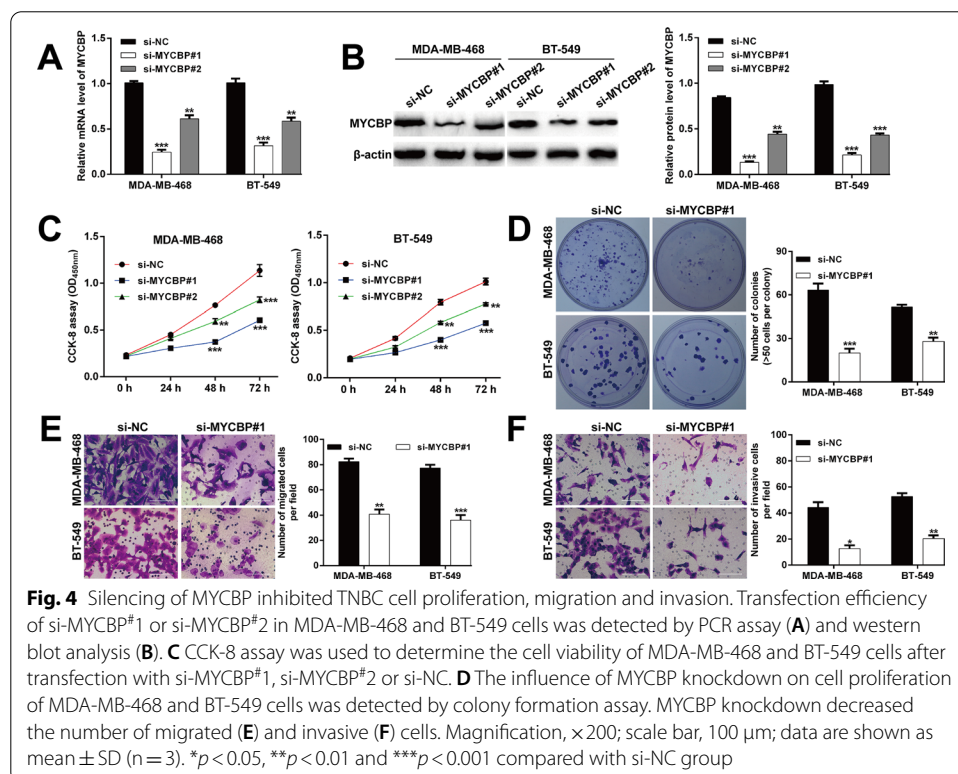 A
si-NC
si-MYCBP#1
si-MYCBP#2
Relative mRNA level of MYCBP
1.5
1.0
0.5
0.0
***
**
***
**
MDA-MB-468
BT-549
B
MDA-MB-468
BT-549
si-NC
si-MYCBP#1
si-MYCBP#2
si-NC
si-MYCBP#1
si-MYCBP#2
MYCBP
β-actin
si-NC
si-MYCBP#1
si-MYCBP#2
Relative protein level of MYCBP
1.5
1.0
0.5
0.0
***
**
***
***
MDA-MB-468
BT-549
C
MDA-MB-468
CCK-8 assay (OD450nm)
1.5
1.0
0.5
0.0
si-NC
si-MYCBP#1
si-MYCBP#2
**
***
***
***
0 h
24 h
48 h
72 h
BT-549
CCK-8 assay (OD450nm)
1.5
1.0
0.5
0.0
si-NC
si-MYCBP#1
si-MYCBP#2
**
***
**
***
0 h
24 h
48 h
72 h
D
si-NC
si-MYCBP#1
MDA-MB-468
BT-549
si-NC
si-MYCBP#1
Number of colonies
(>50 cells per colony)
90
60
30
0
***
**
MDA-MB-468
BT-549
E
si-NC
si-MYCBP#1
MDA-MB-468
BT-549
si-NC
si-MYCBP#1
Number of migrated cells
per field
100
80
60
40
20
0
**
***
MDA-MB-468
BT-549
F
si-NC
si-MYCBP#1
MDA-MB-468
BT-549
si-NC
si-MYCBP#1
Number of invasive cells
per field
100
80
60
40
20
0
*
**
MDA-MB-468
BT-549
Fig. 4 Silencing of MYCBP inhibited TNBC cell proliferation, migration and invasion. Transfection efficiency
of si-MYCBP#1 or si-MYCBP#2 in MDA-MB-468 and BT-549 cells was detected by PCR assay (A) and western
blot analysis (B). C CCK-8 assay was used to determine the cell viability of MDA-MB-468 and BT-549 cells after
transfection with si-MYCBP#1, si-MYCBP#2 or si-NC. D The influence of MYCBP knockdown on cell proliferation
of MDA-MB-468 and BT-549 cells was detected by colony formation assay. MYCBP knockdown decreased
the number of migrated (E) and invasive (F) cells. Magnification, ×200; scale bar, 100 μm; data are shown as
mean ± SD (n = 3). *p < 0.05, **p < 0.01 and ***p < 0.001 compared with si-NC group